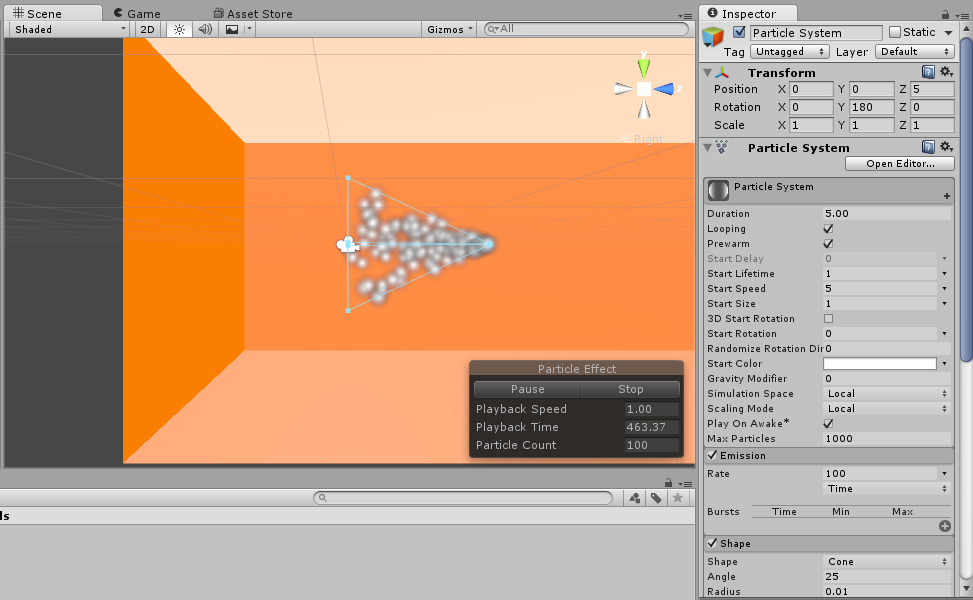 Scene Game Asset Store
Shaded 2D Gizmos All
y
z
Right
Particle Effect
Pause Stop
Playback Speed 1.00
Playback Time 463.37
Particle Count 100
ls
Inspector
Particle System Static
Tag Untagged Layer Default
Transform
Position X 0 Y 0 Z 5
Rotation X 0 Y 180 Z 0
Scale X 1 Y 1 Z 1
Particle System
Open Editor...
Particle System
Duration 5.00
Looping
Prewarm
Start Delay 0
Start Lifetime 1
Start Speed 5
Start Size 1
3D Start Rotation
Start Rotation 0
Randomize Rotation Dir 0
Start Color
Gravity Modifier 0
Simulation Space Local
Scaling Mode Local
Play On Awake*
Max Particles 1000
Emission
Rate 100
Time
Bursts Time Min Max
Shape
Shape Cone
Angle 25
Radius 0.01